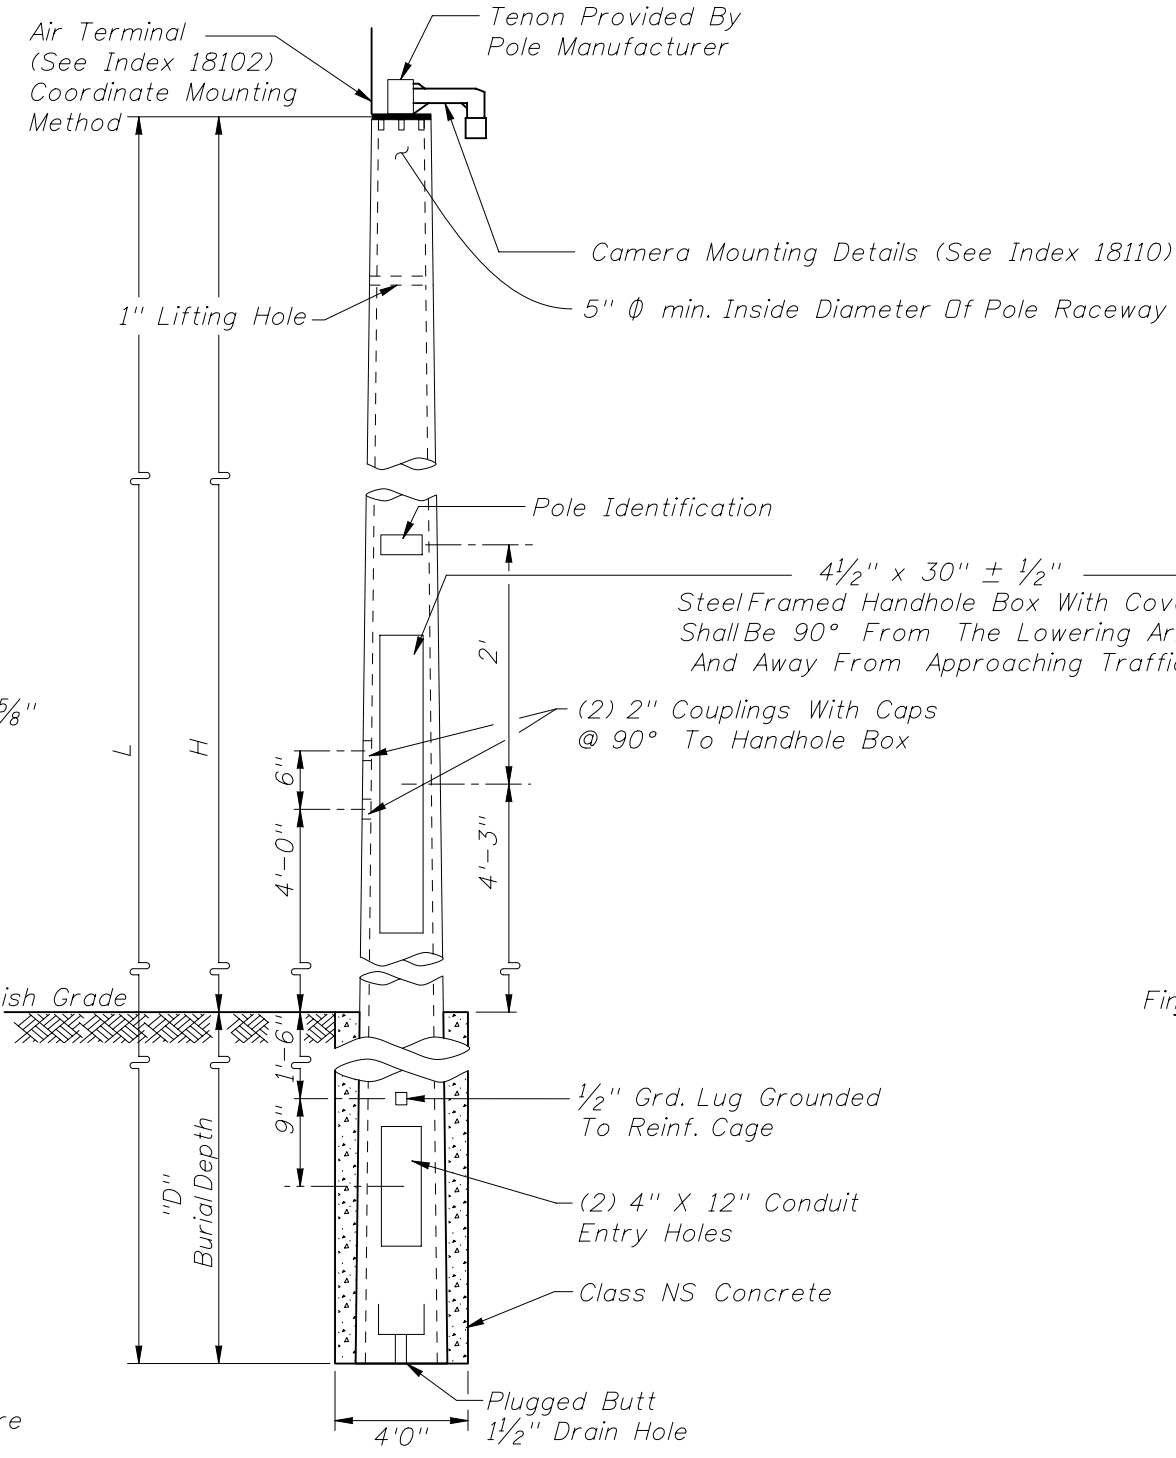 Air Terminal
(See Index 18102)
Coordinate Mounting
Method
Tenon Provided By
Pole Manufacturer
Camera Mounting Details (See Index 18110)
1" Lifting Hole
5" ϕ min. Inside Diameter Of Pole Raceway
Pole Identification
4½" x 30" ± ½"
Steel Framed Handhole Box With
Shall Be 90° From The Lowering
And Away From Approaching
2'
⅝"
(2) 2" Couplings With Caps
@ 90° To Handhole Box
L
H
6"
4'-0"
4'-3"
Grade
1'-6"
9"
½" Grd. Lug Grounded
To Reinf. Cage
"D"
Burial Depth
(2) 4" X 12" Conduit
Entry Holes
Class NS Concrete
Plugged Butt
1½" Drain Hole
4'0"